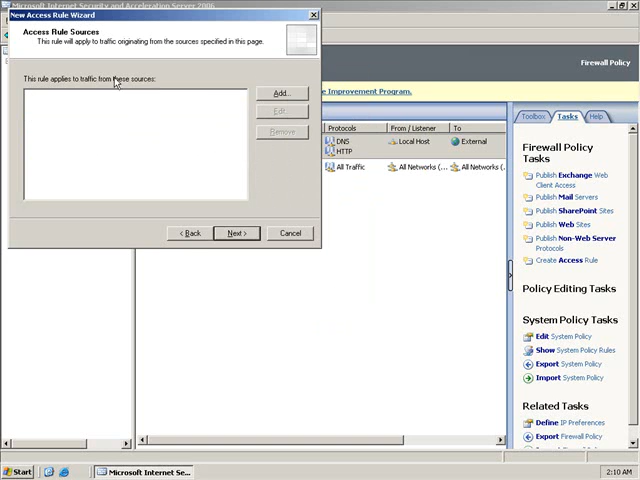 Microsoft Internet Security and Acceleration Server 2006
New Access Rule Wizard
Access Rule Sources
This rule will apply to traffic originating from the sources specified in this page.
This rule applies to traffic from these sources:
Add...
Edit...
Remove
< Back
Next >
Cancel
Firewall Policy
e Improvement Program.
Protocols
From / Listener
To
DNS
HTTP
Local Host
External
All Traffic
All Networks (...
All Networks (.
Toolbox
Tasks
Help
Firewall Policy
Tasks
Publish Exchange Web
Client Access
Publish Mail Servers
Publish SharePoint Sites
Publish Web Sites
Publish Non-Web Server
Protocols
Create Access Rule
Policy Editing Tasks
System Policy Tasks
Edit System Policy
Show System Policy Rules
Export System Policy
Import System Policy
Related Tasks
Define IP Preferences
Export Firewall Policy
Start
Microsoft Internet Se...
2:10 AM